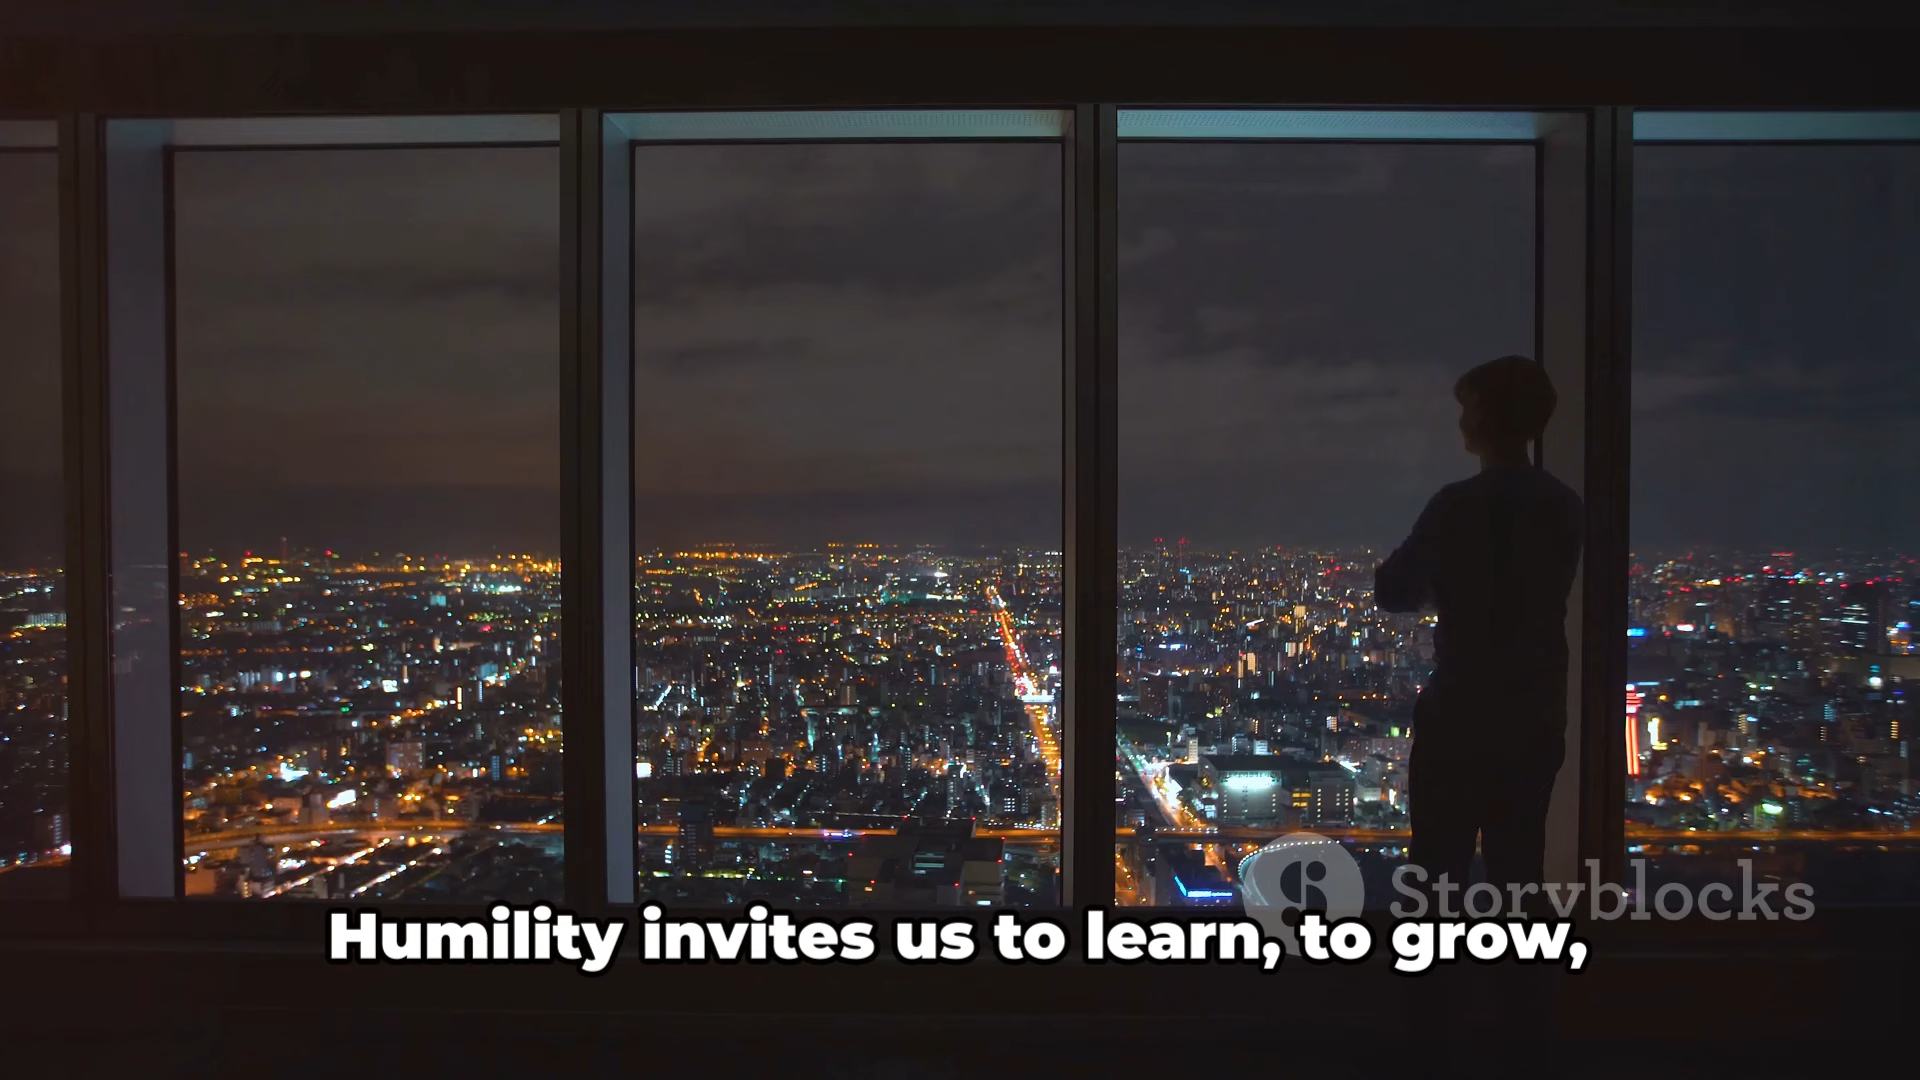 Storyblocks
Humility invites us to learn, to grow,